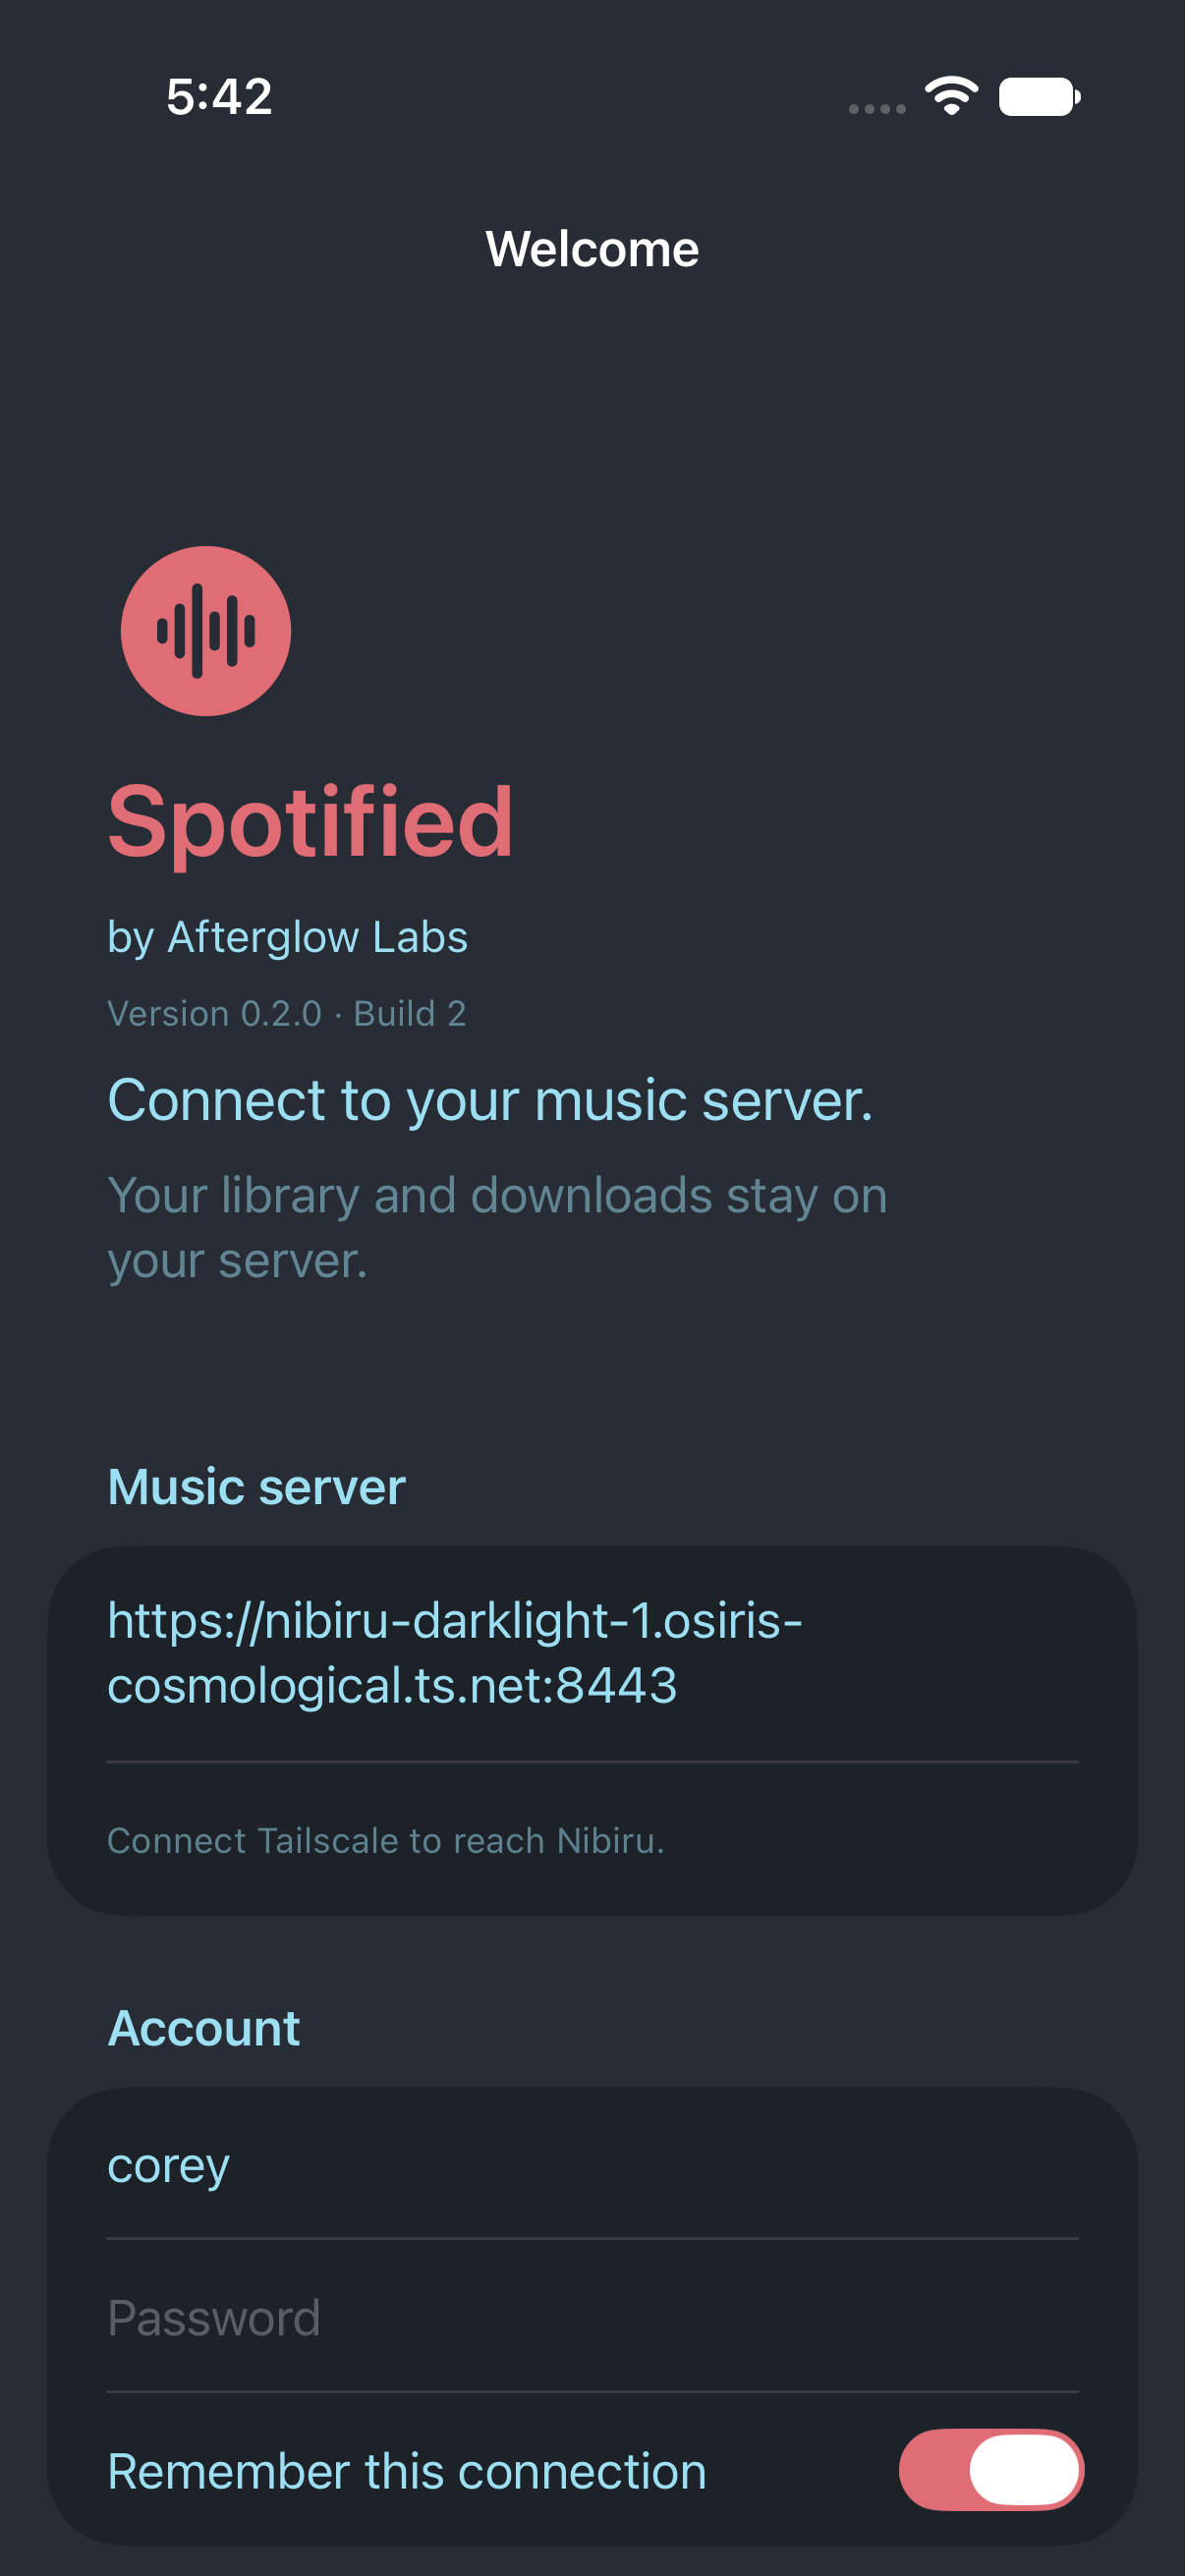 5:42
Welcome
Spotified
by Afterglow Labs
Version 0.2.0 · Build 2
Connect to your music server.
Your library and downloads stay on
your server.
Music server
https://nibiru-darklight-1.osiris-
cosmological.ts.net:8443
Connect Tailscale to reach Nibiru.
Account
corey
Password
Remember this connection